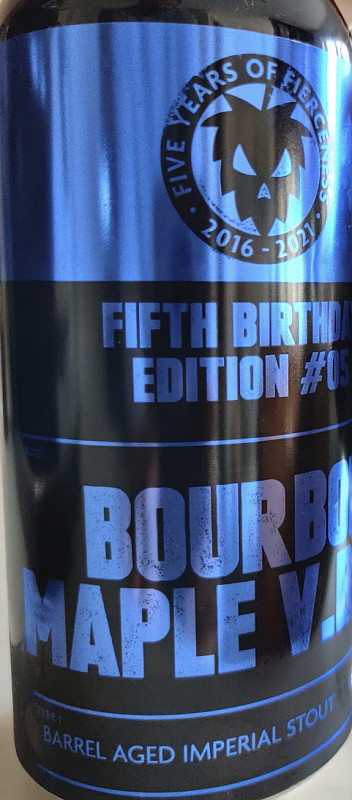 FIVE YEARS OF FIERCENESS
2016 - 2021
FIFTH BIRTHDA
EDITION #05
BOURBO
MAPLE V.
TYPE:
BARREL AGED IMPERIAL STOUT